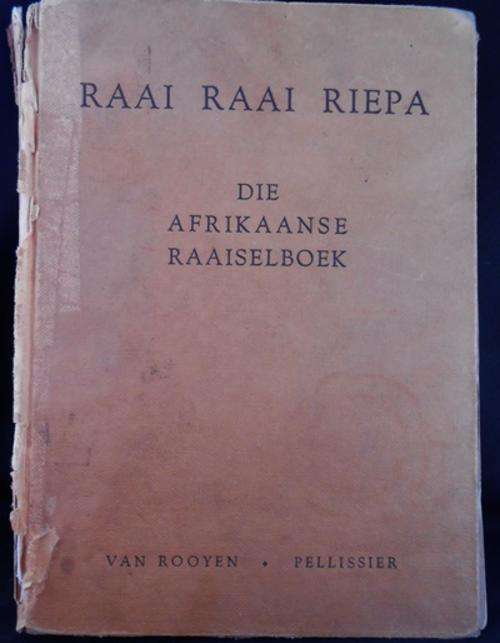 RAAI RAAI RIEPA
DIE
AFRIKAANSE
RAAISELBOEK
VAN ROOYEN • PELLISSIER